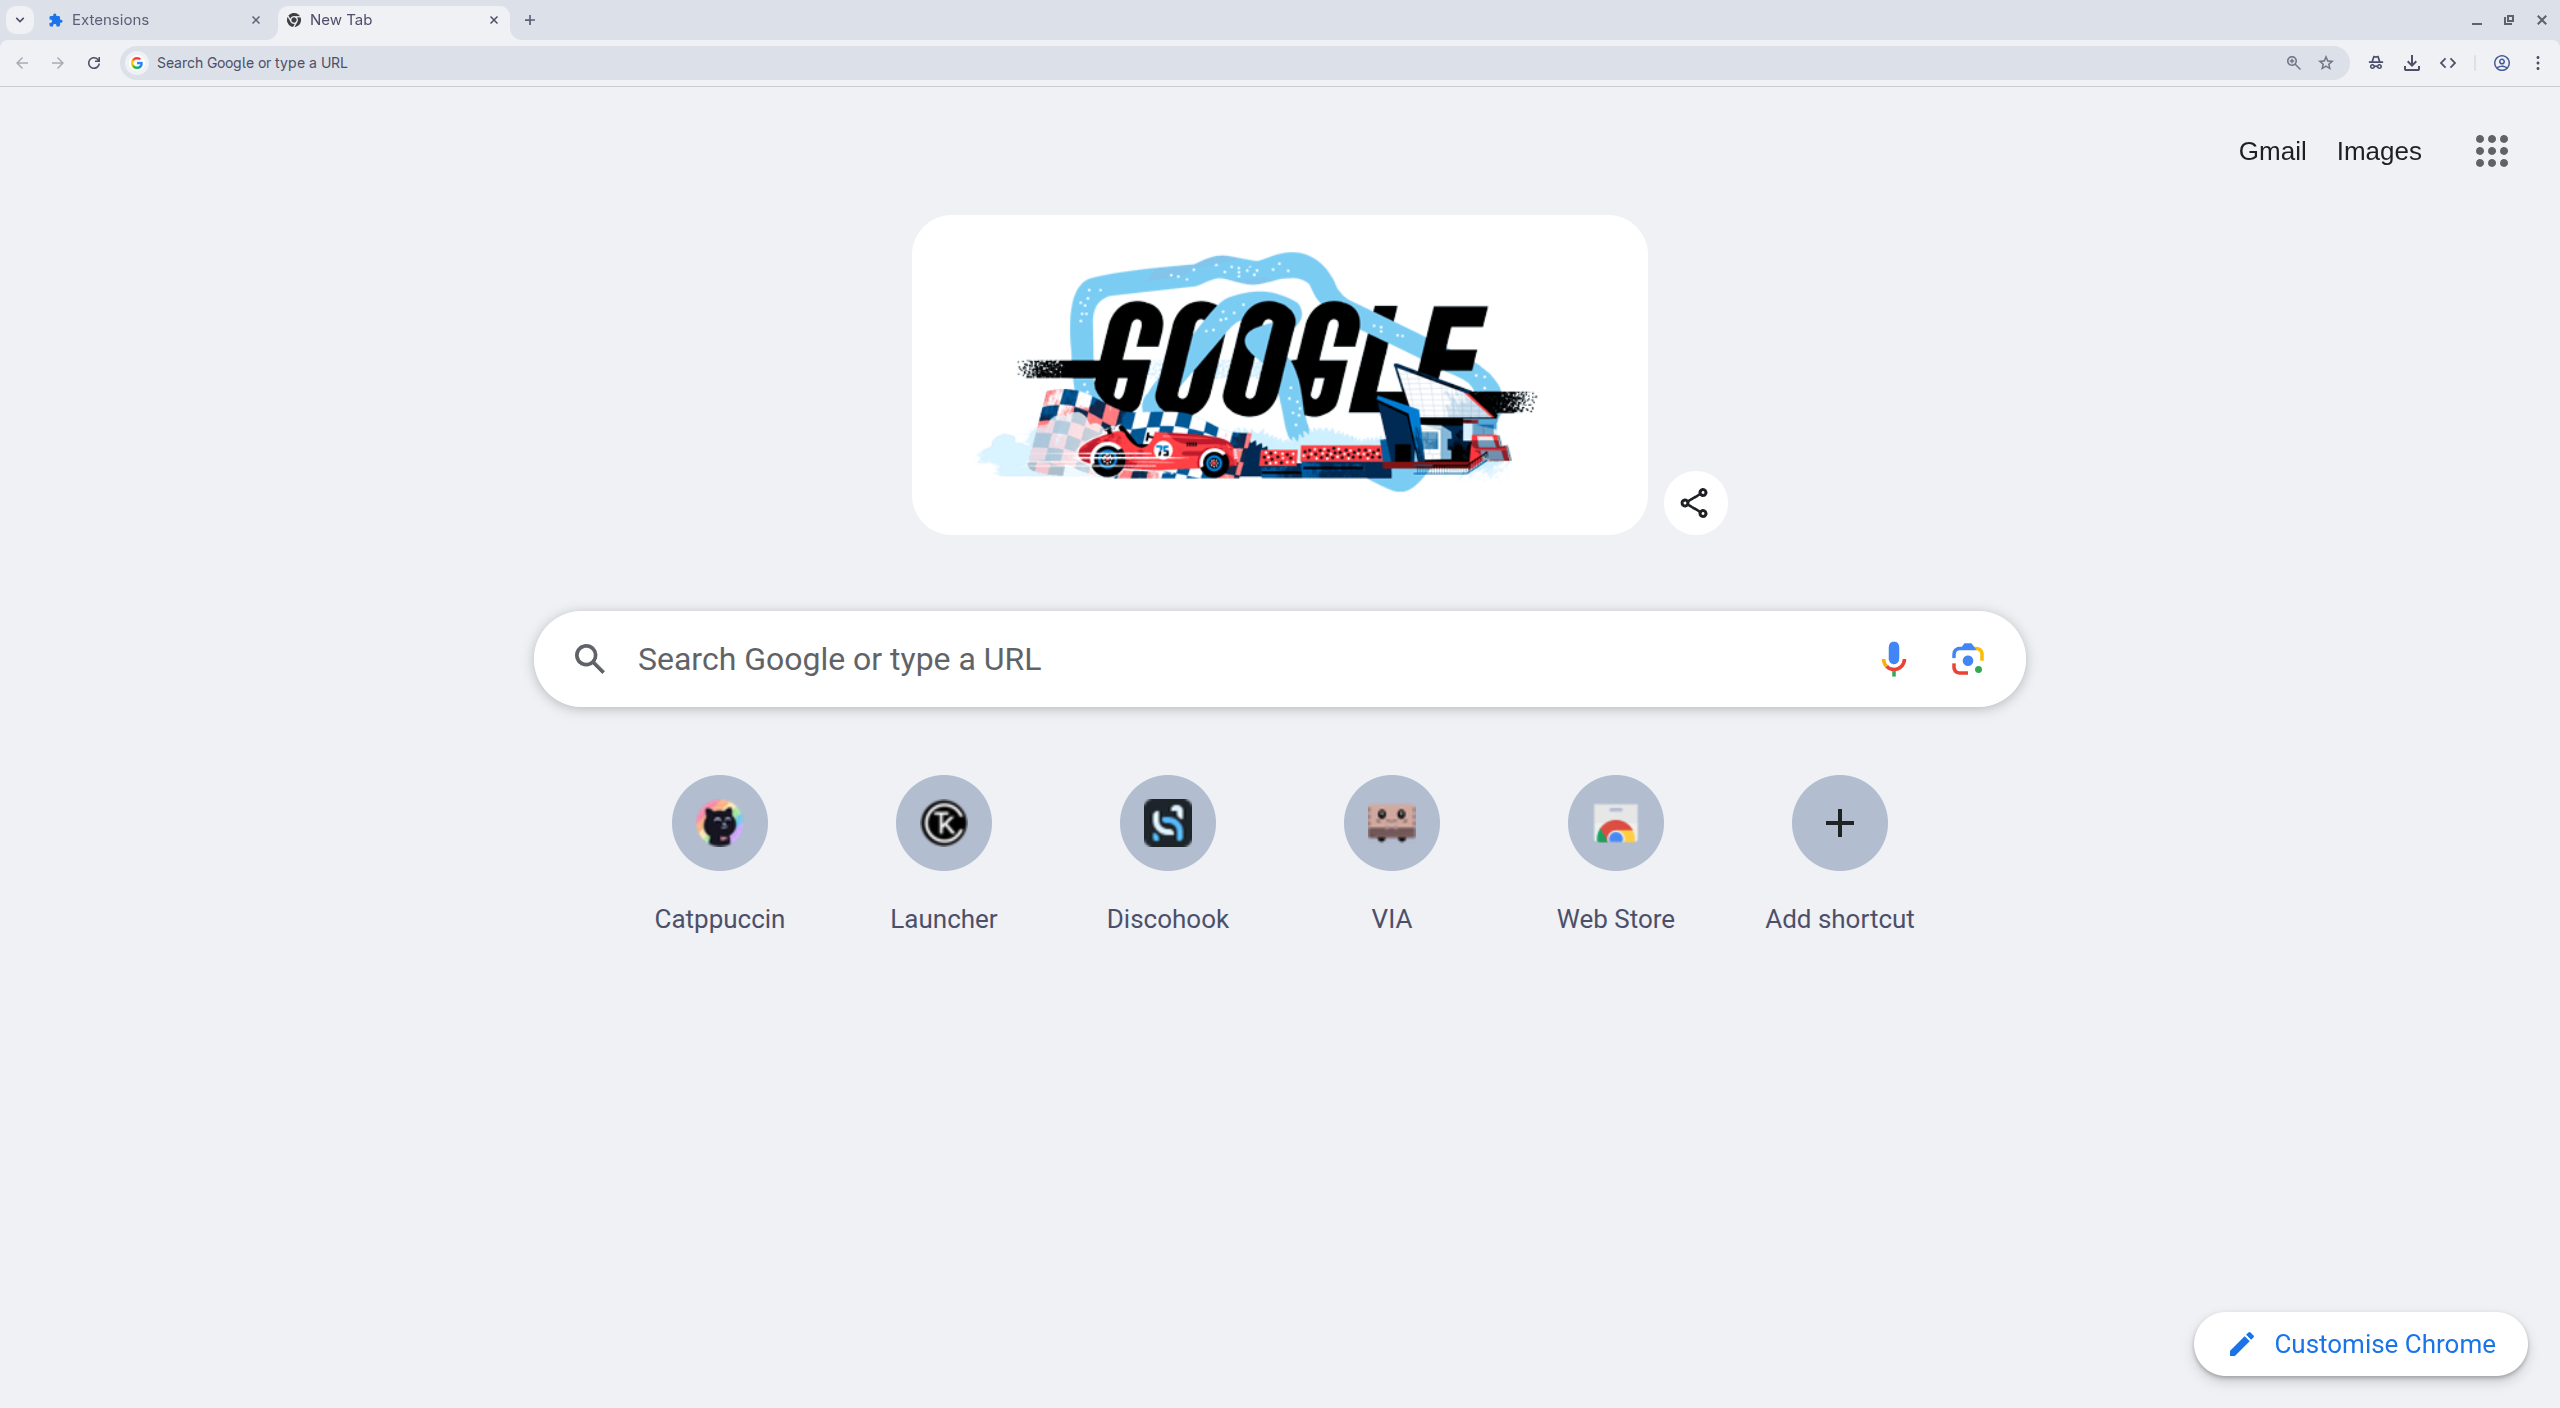 Extensions
New Tab
Search Google or type a URL
Gmail
Images
GOOGLE
75
Search Google or type a URL
Catppuccin
Launcher
Discohook
VIA
Web Store
Add shortcut
Customise Chrome